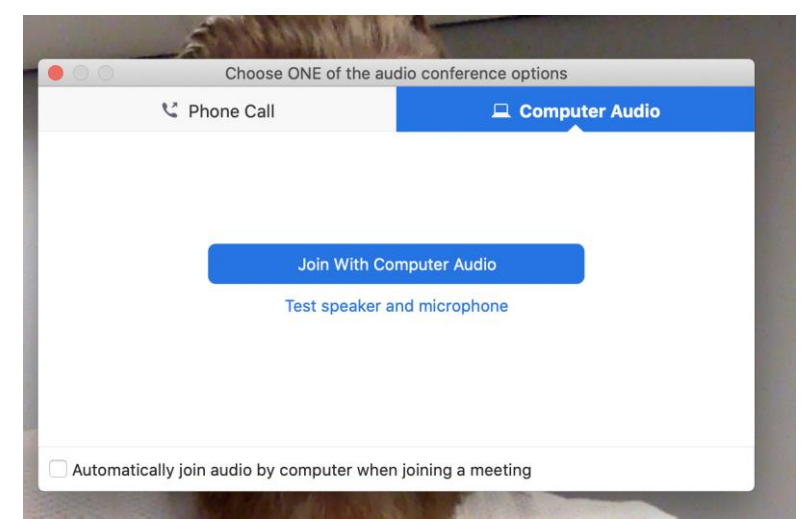 Choose ONE of the audio conference options
Phone Call
Computer Audio
Join With Computer Audio
Test speaker and microphone
Automatically join audio by computer when joining a meeting